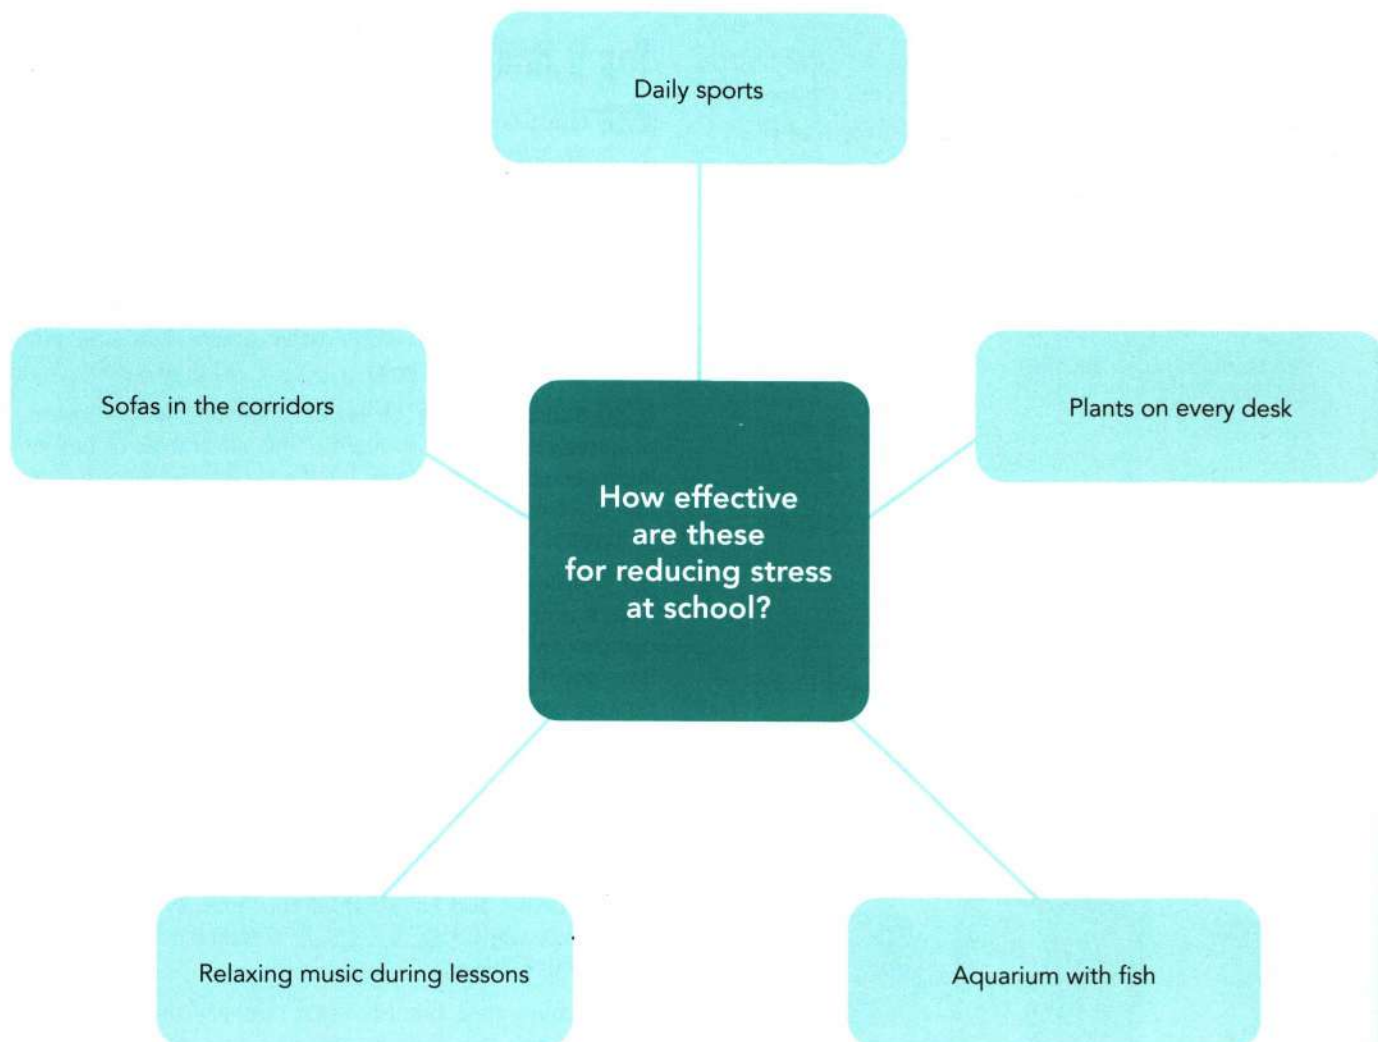 Daily sports
Sofas in the corridors
Plants on every desk
How effective
are these
for reducing stress
at school?
Relaxing music during lessons
Aquarium with fish